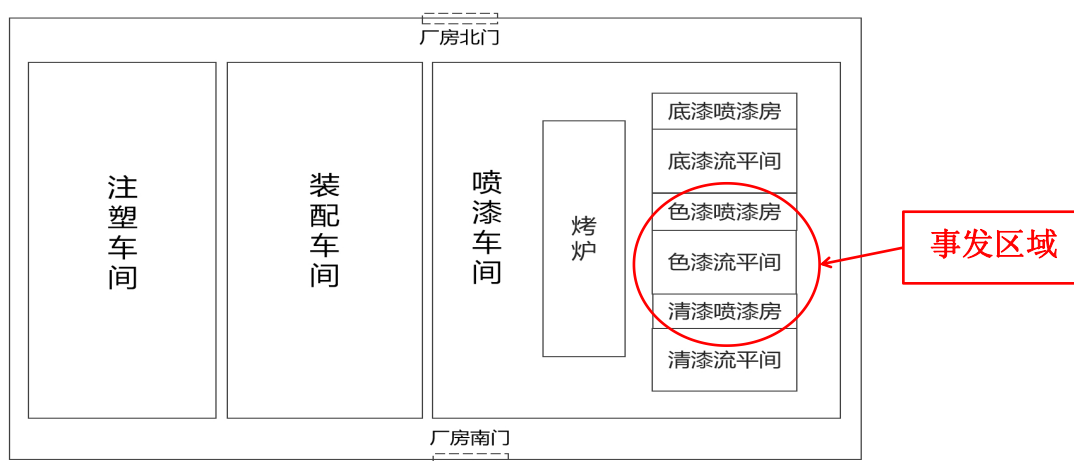 厂房北门
注塑车间
装配车间
喷漆车间
烤炉
底漆喷漆房
底漆流平间
色漆喷漆房
色漆流平间
清漆喷漆房
清漆流平间
事发区域
厂房南门